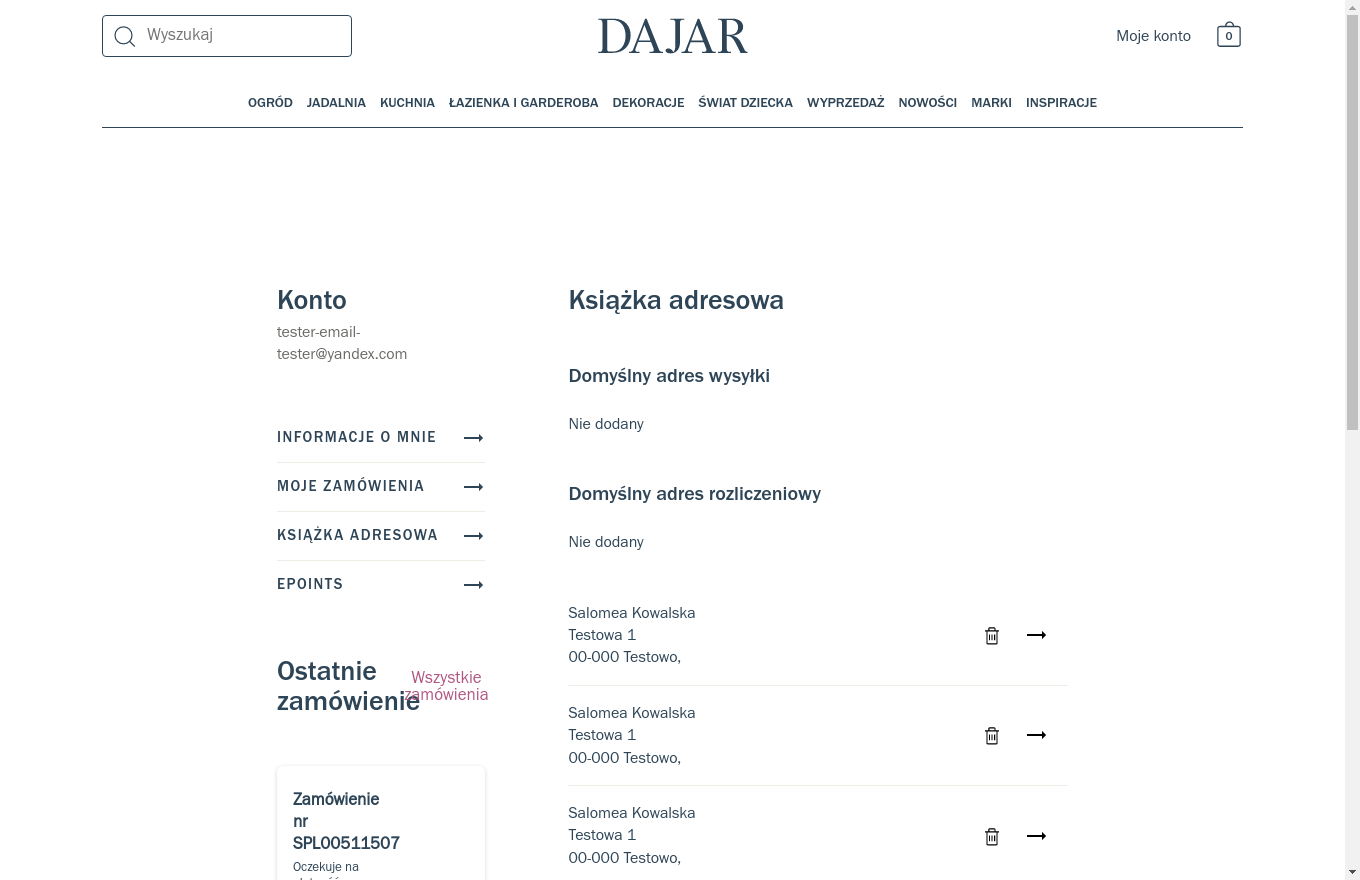 Wyszukaj
DAJAR
Moje konto
0
OGRÓD JADALNIA KUCHNIA ŁAZIENKA I GARDEROBA DEKORACJE ŚWIAT DZIECKA WYPRZEDAŻ NOWOŚCI MARKI INSPIRACJE
Konto
tester-email-
tester@yandex.com
INFORMACJE O MNIE
MOJE ZAMÓWIENIA
KSIĄŻKA ADRESOWA
EPOINTS
Ostatnie
zamówienie
Wszystkie
zamówienia
Zamówienie
nr
SPL00511507
Oczekuje na
Książka adresowa
Domyślny adres wysyłki
Nie dodany
Domyślny adres rozliczeniowy
Nie dodany
Salomea Kowalska
Testowa 1
00-000 Testowo,
Salomea Kowalska
Testowa 1
00-000 Testowo,
Salomea Kowalska
Testowa 1
00-000 Testowo,